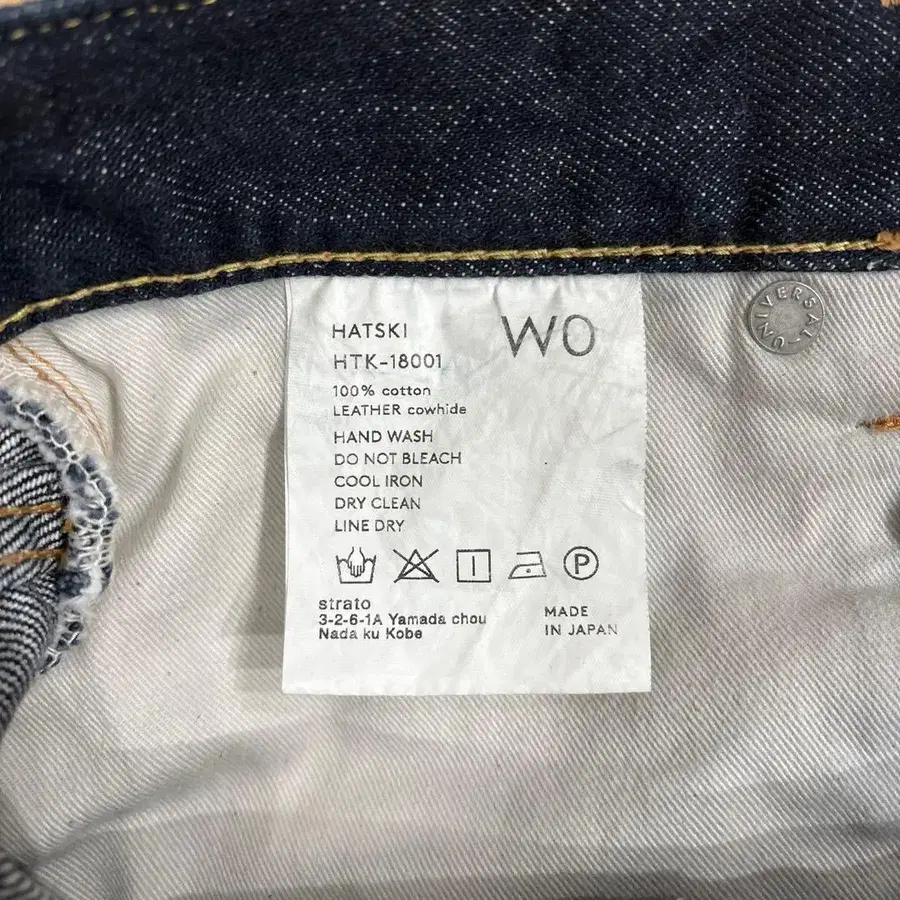 HATSKI
HTK-18001
WO
100% cotton
LEATHER cowhide
HAND WASH
DO NOT BLEACH
COOL IRON
DRY CLEAN
LINE DRY
P
strato
3-2-6-1A Yamada chou
Nada ku Kobe
MADE
IN JAPAN
UNIVERSAL